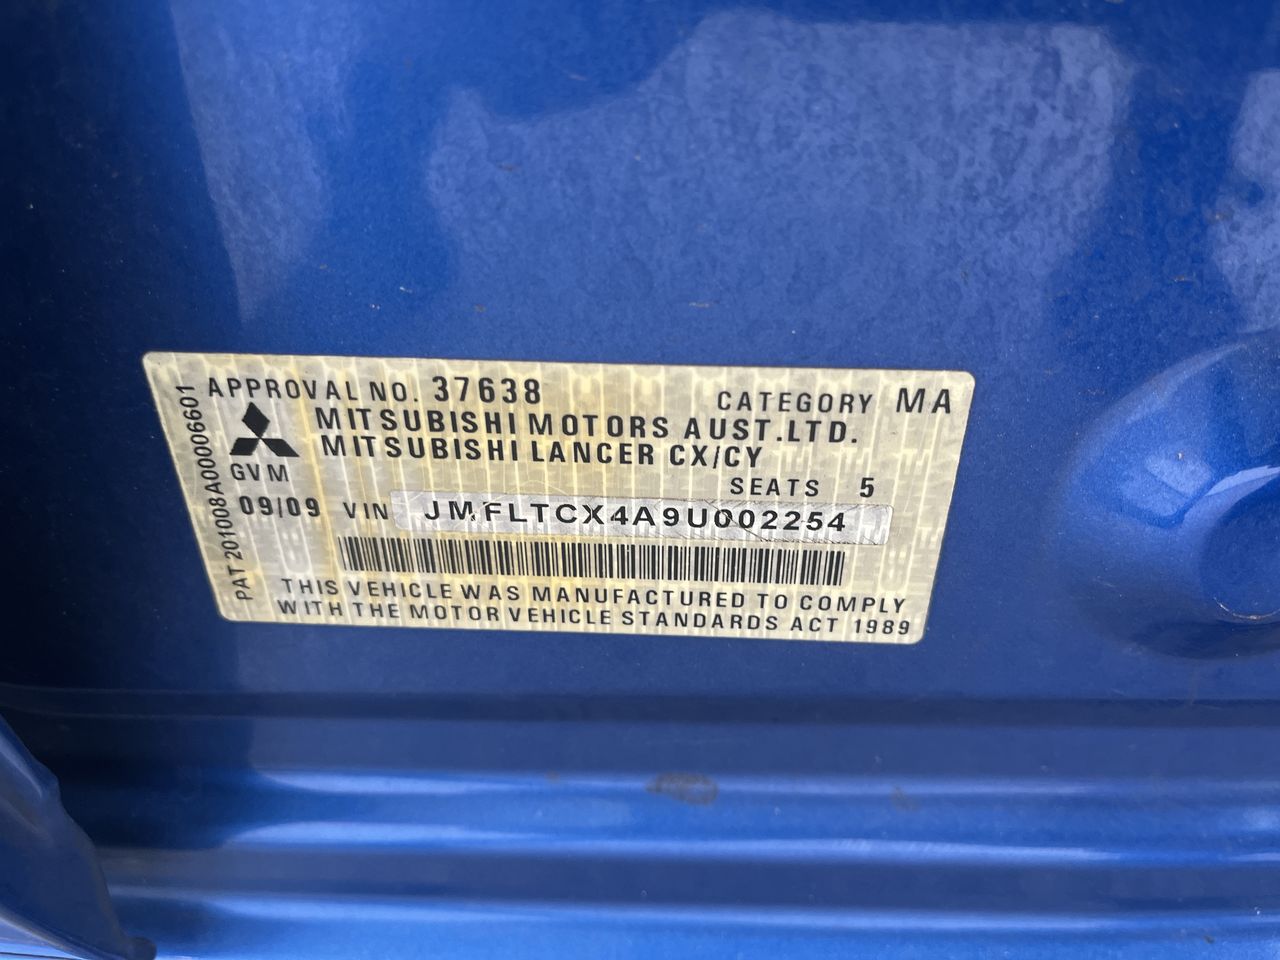 APPROVAL NO. 37638 CATEGORY MA
MITSUBISHI MOTORS AUST.LTD.
MITSUBISHI LANCER CX/CY
GVM SEATS 5
09/09 VIN JMFLTCX4A9U002254
THIS VEHICLE WAS MANUFACTURED TO COMPLY
WITH THE MOTOR VEHICLE STANDARDS ACT 1989
PAT 201008A000006601